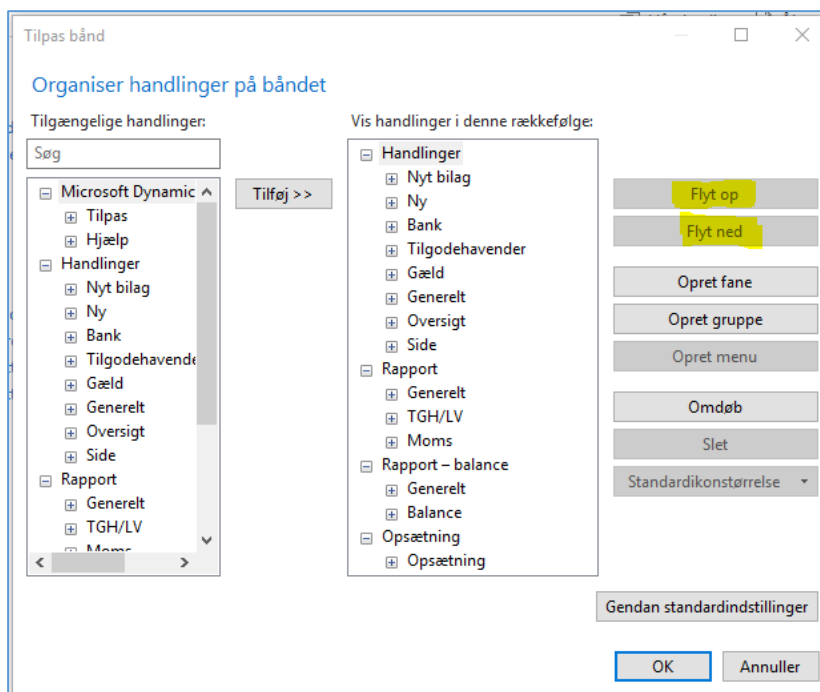 Tilpas bånd
Organiser handlinger på båndet
Tilgængelige handlinger:
Søg
Microsoft Dynamic
Tilpas
Hjælp
Handlinger
Nyt bilag
Ny
Bank
Tilgodehavende
Gæld
Generelt
Oversigt
Side
Rapport
Generelt
TGH/LV
Moms
Tilføj >>
Vis handlinger i denne rækkefølge:
Handlinger
Nyt bilag
Ny
Bank
Tilgodehavender
Gæld
Generelt
Oversigt
Side
Rapport
Generelt
TGH/LV
Moms
Rapport – balance
Generelt
Balance
Opsætning
Opsætning
Flyt op
Flyt ned
Opret fane
Opret gruppe
Opret menu
Omdøb
Slet
Standardikonstørrelse
Gendan standardindstillinger
OK
Annuller